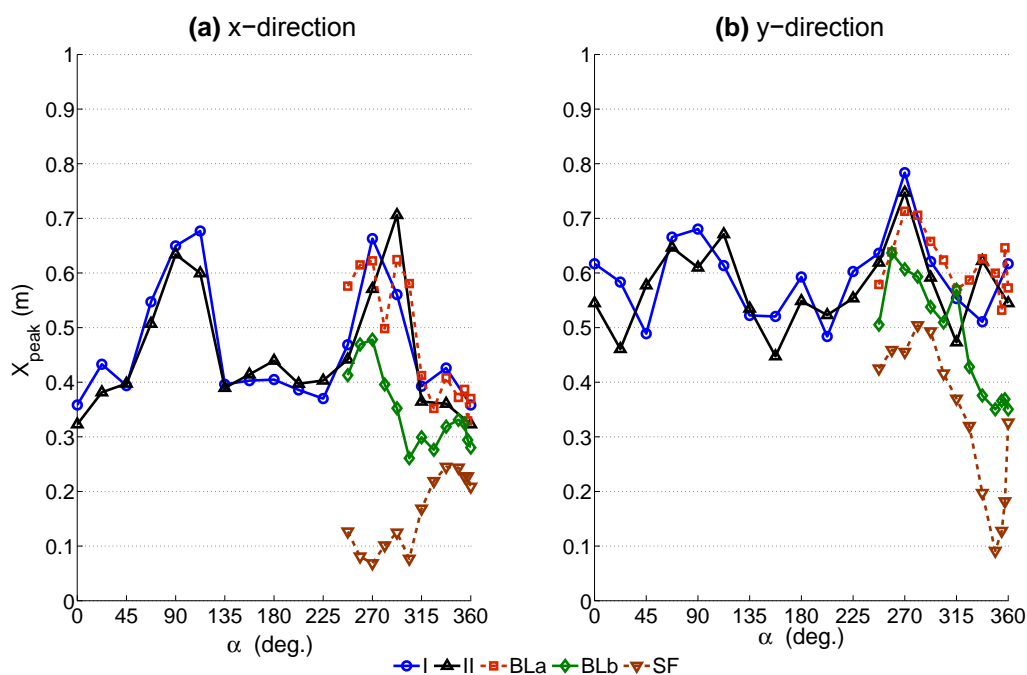 (a) x−direction
(b) y−direction
1
0.9
0.8
0.7
0.6
0.5
0.4
0.3
0.2
0.1
0
X_peak (m)
0 45 90 135 180 225 270 315 360
α (deg.)
1
0.9
0.8
0.7
0.6
0.5
0.4
0.3
0.2
0.1
0
0 45 90 135 180 225 270 315 360
α (deg.)
I II BLa BLb SF